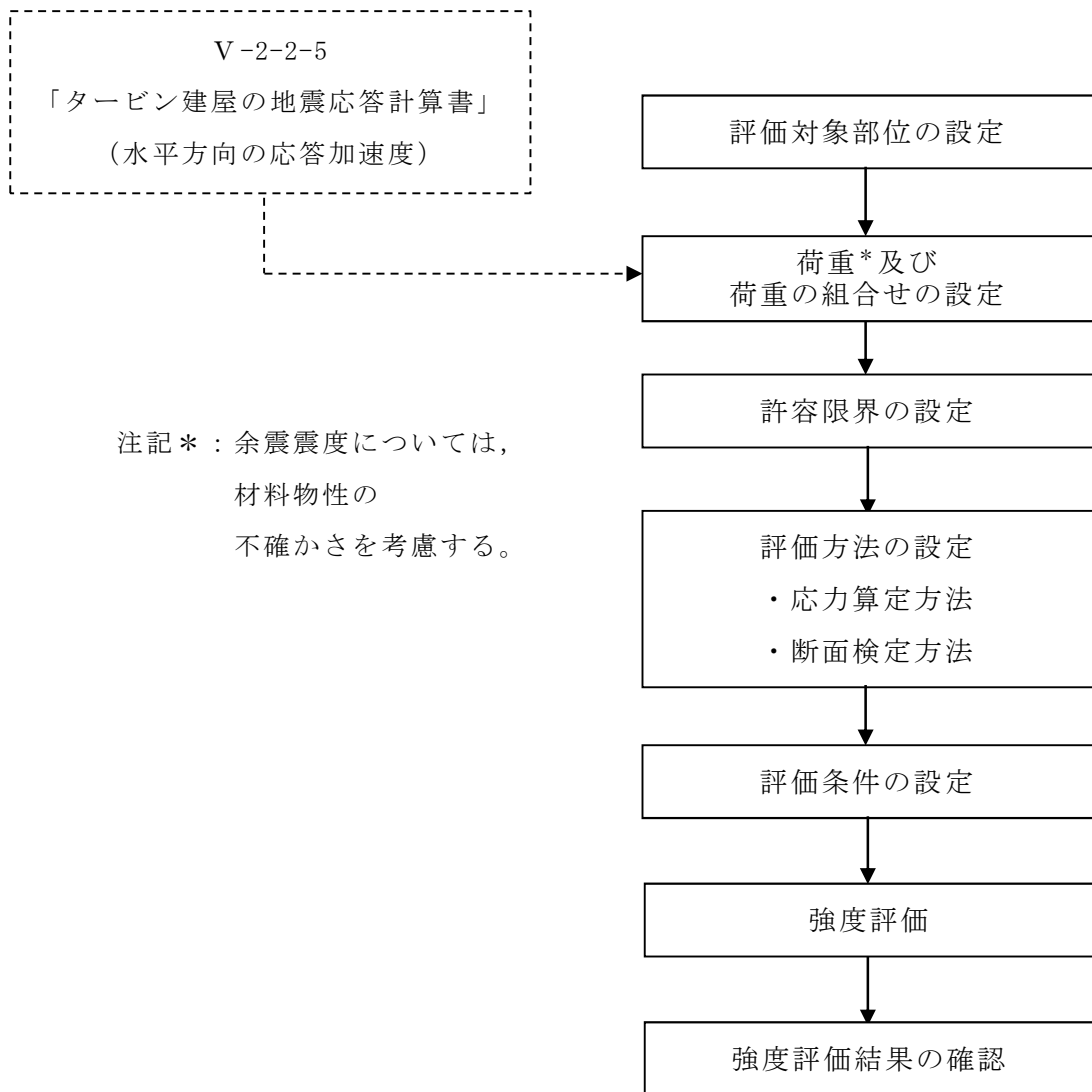 Ⅴ-2-2-5
「タービン建屋の地震応答計算書」
（水平方向の応答加速度）
評価対象部位の設定
荷重*及び
荷重の組合せの設定
許容限界の設定
注記＊：余震震度については，
材料物性の
不確かさを考慮する。
評価方法の設定
・応力算定方法
・断面検定方法
評価条件の設定
強度評価
強度評価結果の確認